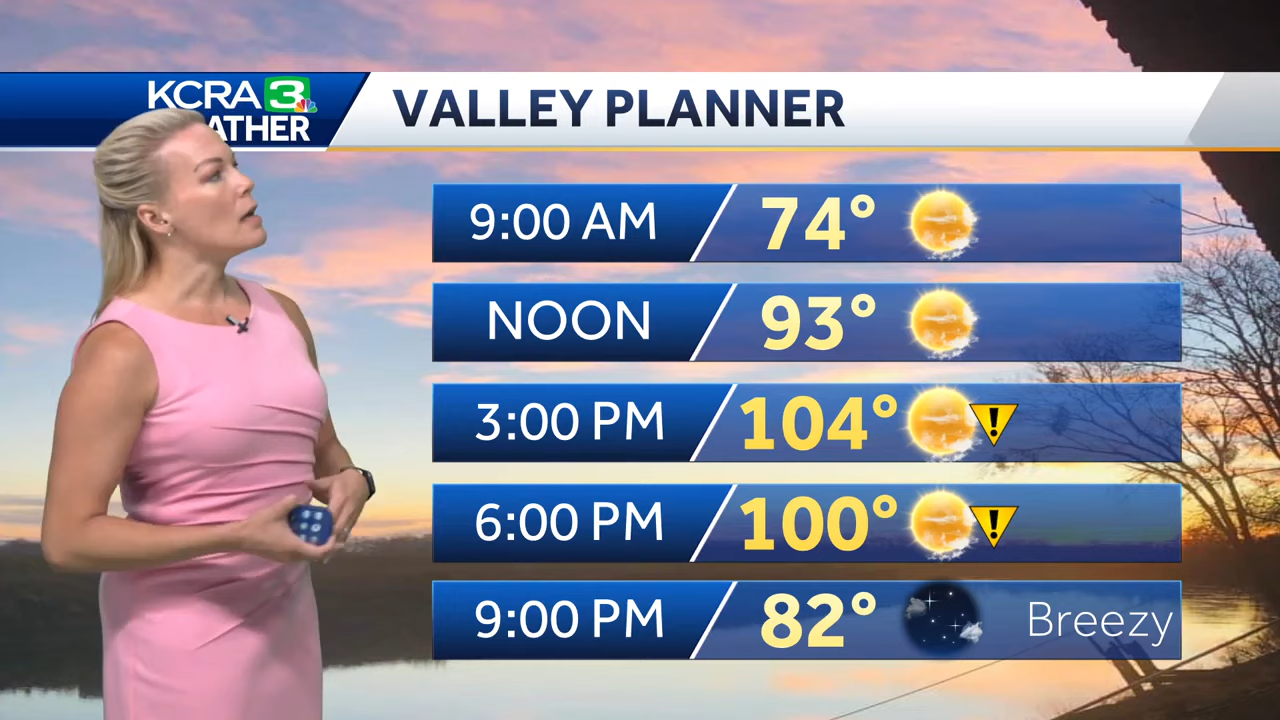 KCRA 3
ATHER
VALLEY PLANNER
9:00 AM 74°
NOON 93°
3:00 PM 104° !
6:00 PM 100° !
9:00 PM 82° Breezy